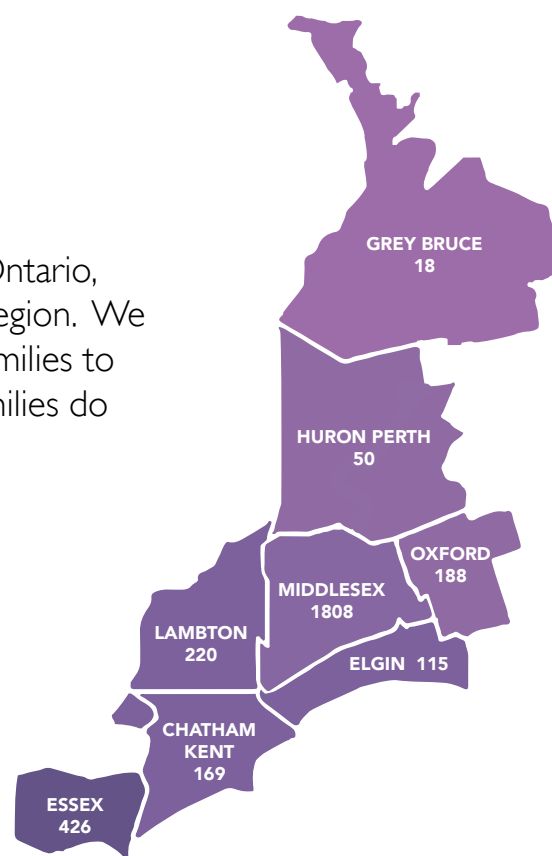 Ontario,
egion. We
milies to
nilies do
GREY BRUCE
18
HURON PERTH
50
OXFORD
188
MIDDLESEX
1808
LAMBTON
220
ELGIN 115
CHATHAM
KENT
169
ESSEX
426